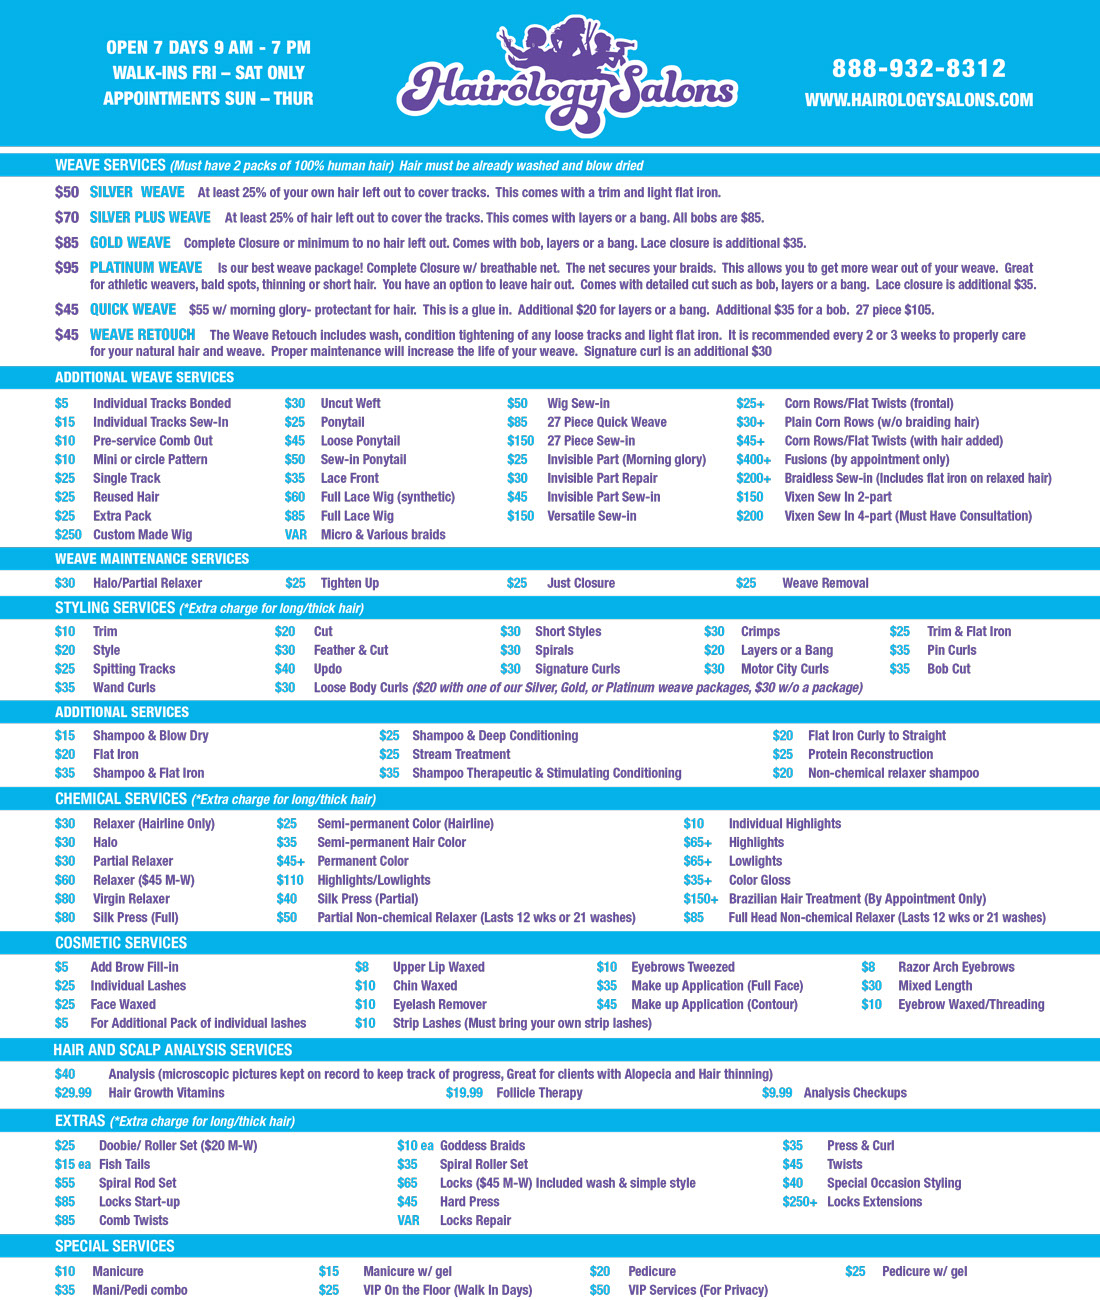 OPEN 7 DAYS 9 AM - 7 PM
WALK-INS FRI – SAT ONLY
APPOINTMENTS SUN – THUR
Hairology Salons
888-932-8312
WWW.HAIROLOGYSALONS.COM
WEAVE SERVICES (Must have 2 packs of 100% human hair) Hair must be already washed and blow dried
$50 SILVER WEAVE At least 25% of your own hair left out to cover tracks. This comes with a trim and light flat iron.
$70 SILVER PLUS WEAVE At least 25% of hair left out to cover the tracks. This comes with layers or a bang. All bobs are $85.
$85 GOLD WEAVE Complete Closure or minimum to no hair left out. Comes with bob, layers or a bang. Lace closure is additional $35.
$95 PLATINUM WEAVE Is our best weave package! Complete Closure w/ breathable net. The net secures your braids. This allows you to get more wear out of your weave. Great
for athletic weavers, bald spots, thinning or short hair. You have an option to leave hair out. Comes with detailed cut such as bob, layers or a bang. Lace closure is additional $35.
$45 QUICK WEAVE $55 w/ morning glory- protectant for hair. This is a glue in. Additional $20 for layers or a bang. Additional $35 for a bob. 27 piece $105.
$45 WEAVE RETOUCH The Weave Retouch includes wash, condition tightening of any loose tracks and light flat iron. It is recommended every 2 or 3 weeks to properly care
for your natural hair and weave. Proper maintenance will increase the life of your weave. Signature curl is an additional $30
ADDITIONAL WEAVE SERVICES
$5 Individual Tracks Bonded $30 Uncut Weft $50 Wig Sew-in $25+ Corn Rows/Flat Twists (frontal)
$15 Individual Tracks Sew-In $25 Ponytail $85 27 Piece Quick Weave $30+ Plain Corn Rows (w/o braiding hair)
$10 Pre-service Comb Out $45 Loose Ponytail $150 27 Piece Sew-in $45+ Corn Rows/Flat Twists (with hair added)
$10 Mini or circle Pattern $50 Sew-in Ponytail $25 Invisible Part (Morning glory) $400+ Fusions (by appointment only)
$25 Single Track $35 Lace Front $30 Invisible Part Repair $200+ Braidless Sew-in (Includes flat iron on relaxed hair)
$25 Reused Hair $60 Full Lace Wig (synthetic) $45 Invisible Part Sew-in $150 Vixen Sew In 2-part
$25 Extra Pack $85 Full Lace Wig $150 Versatile Sew-in $200 Vixen Sew In 4-part (Must Have Consultation)
$250 Custom Made Wig VAR Micro & Various braids
WEAVE MAINTENANCE SERVICES
$30 Halo/Partial Relaxer $25 Tighten Up $25 Just Closure $25 Weave Removal
STYLING SERVICES (*Extra charge for long/thick hair)
$10 Trim $20 Cut $30 Short Styles $30 Crimps $25 Trim & Flat Iron
$20 Style $30 Feather & Cut $30 Spirals $20 Layers or a Bang $35 Pin Curls
$25 Spitting Tracks $40 Updo $30 Signature Curls $30 Motor City Curls $35 Bob Cut
$35 Wand Curls $30 Loose Body Curls ($20 with one of our Silver, Gold, or Platinum weave packages, $30 w/o a package)
ADDITIONAL SERVICES
$15 Shampoo & Blow Dry $25 Shampoo & Deep Conditioning $20 Flat Iron Curly to Straight
$20 Flat Iron $25 Stream Treatment $25 Protein Reconstruction
$35 Shampoo & Flat Iron $35 Shampoo Therapeutic & Stimulating Conditioning $20 Non-chemical relaxer shampoo
CHEMICAL SERVICES (*Extra charge for long/thick hair)
$30 Relaxer (Hairline Only) $25 Semi-permanent Color (Hairline) $10 Individual Highlights
$30 Halo $35 Semi-permanent Hair Color $65+ Highlights
$30 Partial Relaxer $45+ Permanent Color $65+ Lowlights
$60 Relaxer ($45 M-W) $110 Highlights/Lowlights $35+ Color Gloss
$80 Virgin Relaxer $40 Silk Press (Partial) $150+ Brazilian Hair Treatment (By Appointment Only)
$80 Silk Press (Full) $50 Partial Non-chemical Relaxer (Lasts 12 wks or 21 washes) $85 Full Head Non-chemical Relaxer (Lasts 12 wks or 21 washes)
COSMETIC SERVICES
$5 Add Brow Fill-in $8 Upper Lip Waxed $10 Eyebrows Tweezed $8 Razor Arch Eyebrows
$25 Individual Lashes $10 Chin Waxed $35 Make up Application (Full Face) $30 Mixed Length
$25 Face Waxed $10 Eyelash Remover $45 Make up Application (Contour) $10 Eyebrow Waxed/Threading
$5 For Additional Pack of individual lashes $10 Strip Lashes (Must bring your own strip lashes)
HAIR AND SCALP ANALYSIS SERVICES
$40 Analysis (microscopic pictures kept on record to keep track of progress, Great for clients with Alopecia and Hair thinning)
$29.99 Hair Growth Vitamins $19.99 Follicle Therapy $9.99 Analysis Checkups
EXTRAS (*Extra charge for long/thick hair)
$25 Doobie/ Roller Set ($20 M-W) $10 ea Goddess Braids $35 Press & Curl
$15 ea Fish Tails $35 Spiral Roller Set $45 Twists
$55 Spiral Rod Set $65 Locks ($45 M-W) Included wash & simple style $40 Special Occasion Styling
$85 Locks Start-up $45 Hard Press $250+ Locks Extensions
$85 Comb Twists VAR Locks Repair
SPECIAL SERVICES
$10 Manicure $15 Manicure w/ gel $20 Pedicure $25 Pedicure w/ gel
$35 Mani/Pedi combo $25 VIP On the Floor (Walk In Days) $50 VIP Services (For Privacy)